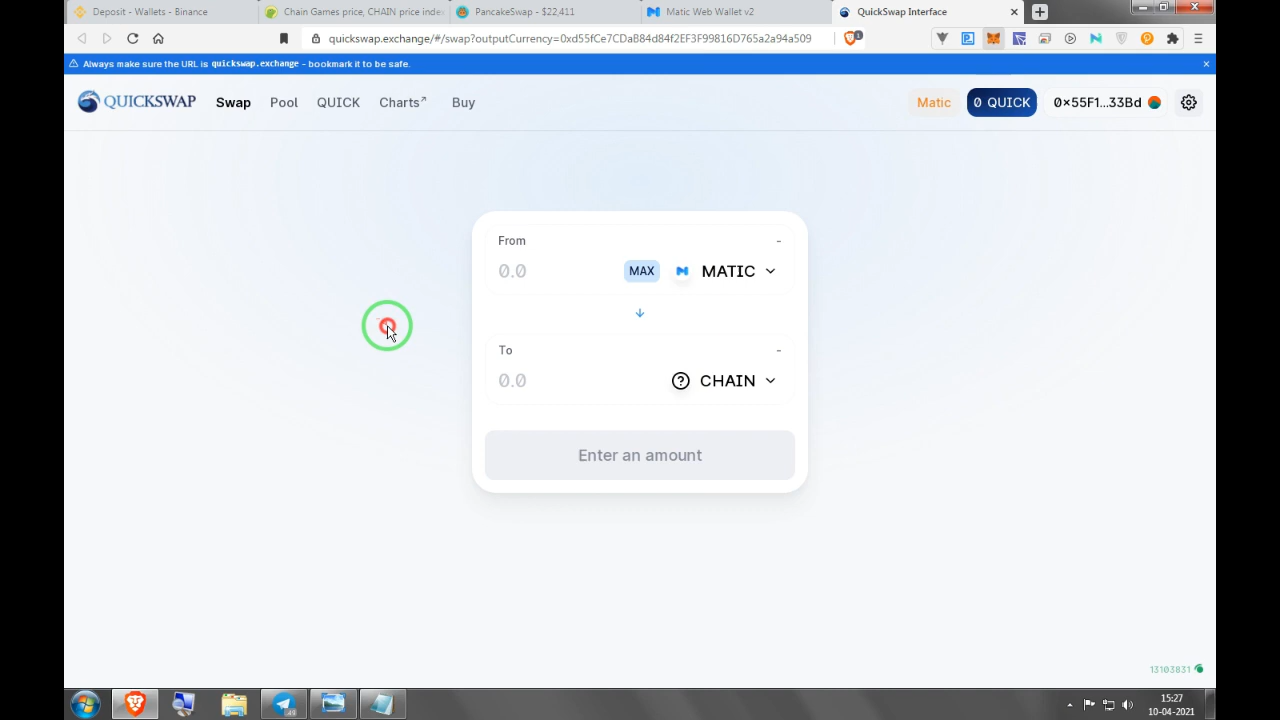 Deposit - Wallets - Binance
Chain Games price, CHAIN price inde
PancakeSwap - $22,411
Matic Web Wallet v2
QuickSwap Interface
quickswap.exchange/#/swap?outputCurrency=0xd55fCe7CDaB84d84f2EF3F99816D765a2a94a509
1
Always make sure the URL is quickswap.exchange - bookmark it to be safe.
QUICKSWAP
Swap
Pool
QUICK
Charts↗
Buy
Matic
0 QUICK
0x55F1...33Bd
From
-
0.0
MAX
MATIC
To
-
0.0
CHAIN
Enter an amount
13103831
49
15:27
10-04-2021